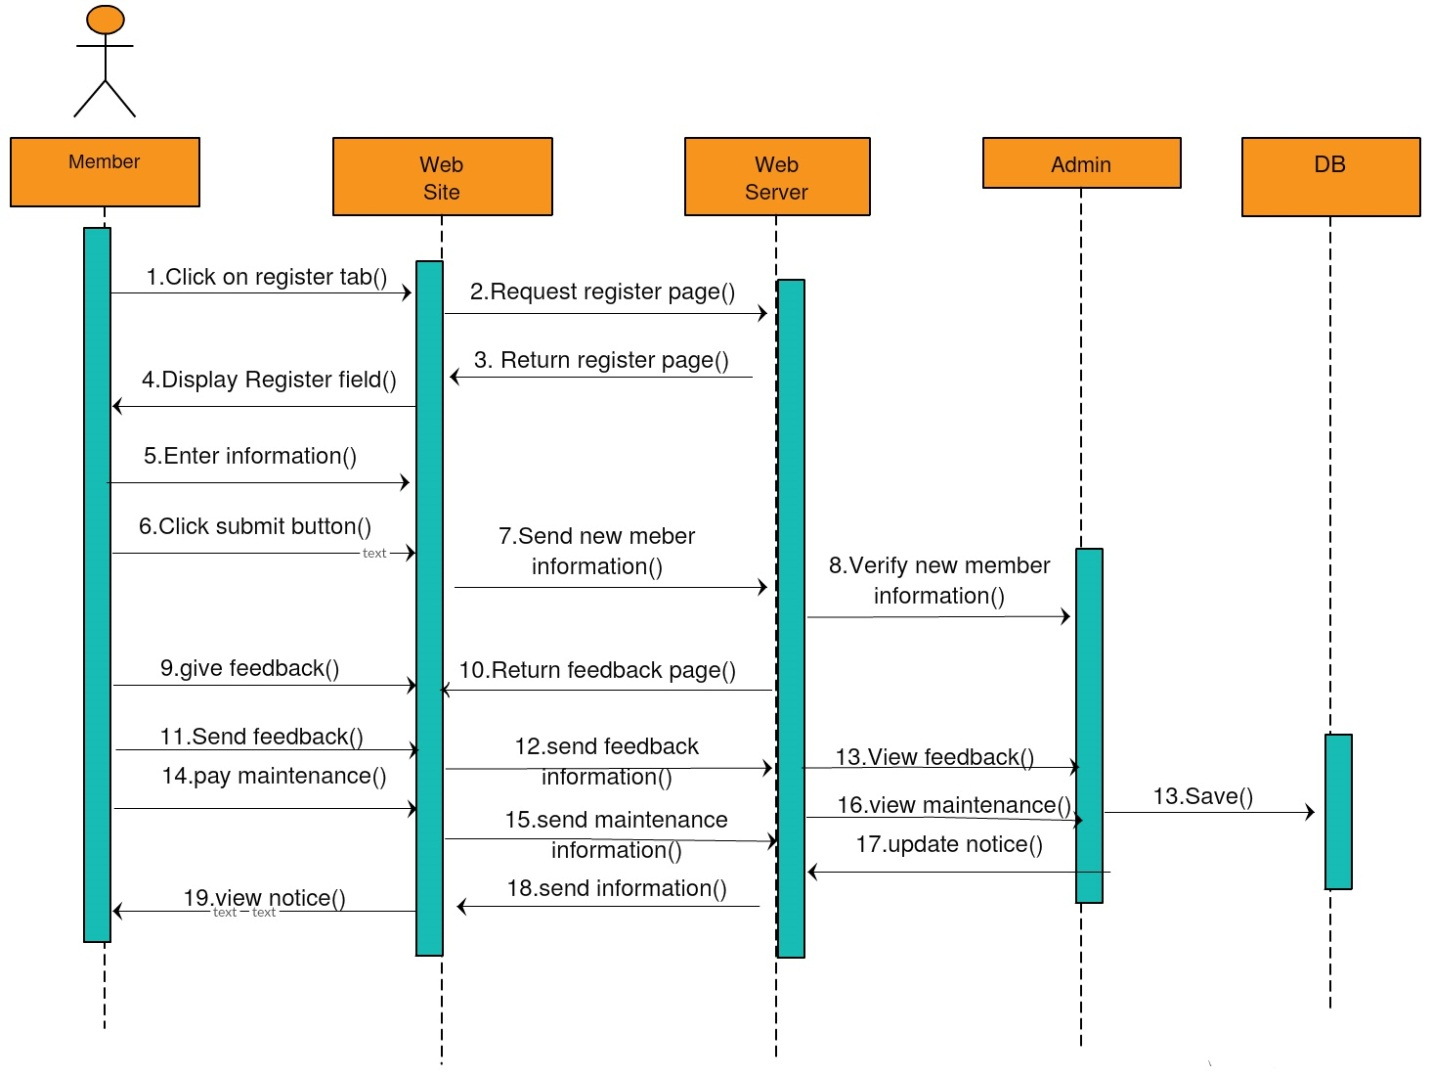 Member
Web
Site
Web
Server
Admin
DB
1.Click on register tab()
2.Request register page()
3. Return register page()
4.Display Register field()
5.Enter information()
6.Click submit button()
text
7.Send new meber
information()
8.Verify new member
information()
9.give feedback()
10.Return feedback page()
11.Send feedback()
12.send feedback
information()
13.View feedback()
14.pay maintenance()
13.Save()
15.send maintenance
information()
16.view maintenance()
17.update notice()
18.send information()
19.view notice()
text text